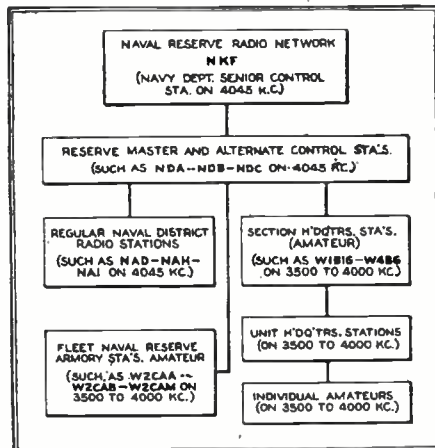 NAVAL RESERVE RADIO NETWORK
NKF
(NAVY DEPT. SENIOR CONTROL
STA. ON 4045 K.C.)
RESERVE MASTER AND ALTERNATE CONTROL STA'S.
(SUCH AS NDA--NDB-NDC ON 4045 KC.)
REGULAR NAVAL DISTRICT
RADIO STATIONS
(SUCH AS NAD-NAH-
NAI ON 4045 KC.)
SECTION H'DQ'TRS. STA'S.
(AMATEUR)
(SUCH AS W1BIG-W4BG
ON 3500 TO 4000 KC.)
FLEET NAVAL RESERVE
ARMORY STA'S. AMATEUR
(SUCH, AS W2CAA --
W2CAB-W2CAM ON
3500 TO 4000 KC.)
UNIT H'DQ'TRS. STATIONS
(ON 3500 TO 4000 KC.)
INDIVIDUAL AMATEURS
(ON 3500 TO 4000 KC.)